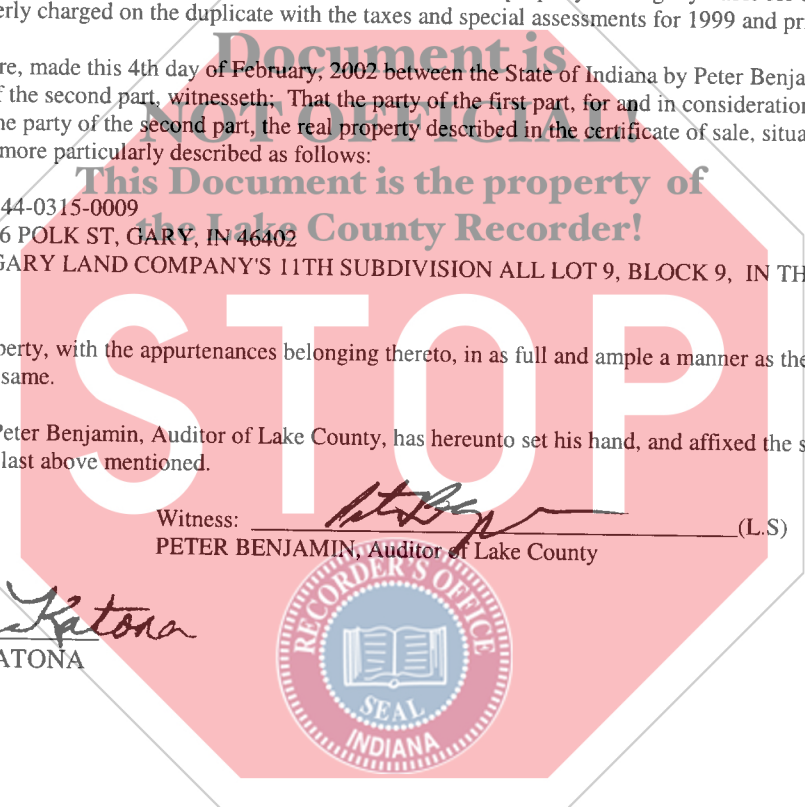 erly charged on the duplicate with the taxes and special assessments for 1999 and pri
Document is
re, made this 4th day of February, 2002 between the State of Indiana by Peter Benja
f the second part, witnesseth: That the party of the first part, for and in consideration
NOT OFFICIAL!
ne party of the second part, the real property described in the certificate of sale, situa
more particularly described as follows:
This Document is the property of
44-0315-0009
the Lake County Recorder!
6 POLK ST, GARY, IN 46402
GARY LAND COMPANY'S 11TH SUBDIVISION ALL LOT 9, BLOCK 9, IN TH
STOP
perty, with the appurtenances belonging thereto, in as full and ample a manner as the
same.
Peter Benjamin, Auditor of Lake County, has hereunto set his hand, and affixed the s
last above mentioned.
Witness: (L.S)
PETER BENJAMIN, Auditor of Lake County
RECORDER'S OFFICE
SEAL
INDIANA
Katona
ATONA